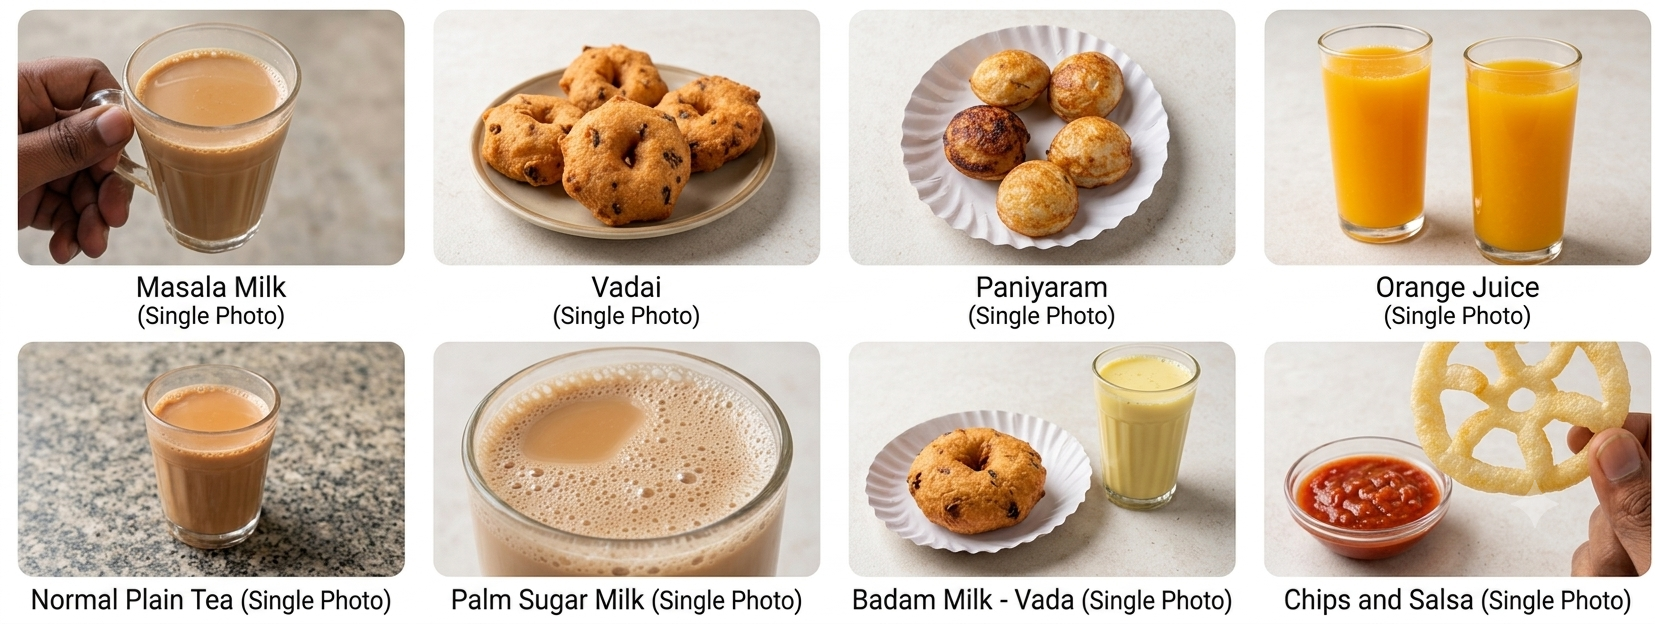 Masala Milk
(Single Photo)
Vadai
(Single Photo)
Paniyaram
(Single Photo)
Orange Juice
(Single Photo)
Normal Plain Tea (Single Photo)
Palm Sugar Milk (Single Photo)
Badam Milk - Vada (Single Photo)
Chips and Salsa (Single Photo)